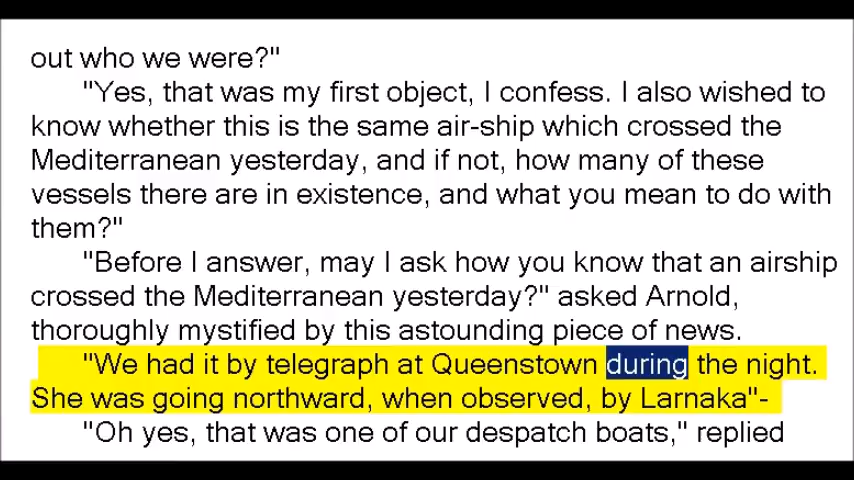 out who we were?"
"Yes, that was my first object, I confess. I also wished to
know whether this is the same air-ship which crossed the
Mediterranean yesterday, and if not, how many of these
vessels there are in existence, and what you mean to do with
them?"
"Before I answer, may I ask how you know that an airship
crossed the Mediterranean yesterday?" asked Arnold,
thoroughly mystified by this astounding piece of news.
"We had it by telegraph at Queenstown during the night.
She was going northward, when observed, by Larnaka"-
"Oh yes, that was one of our despatch boats," replied